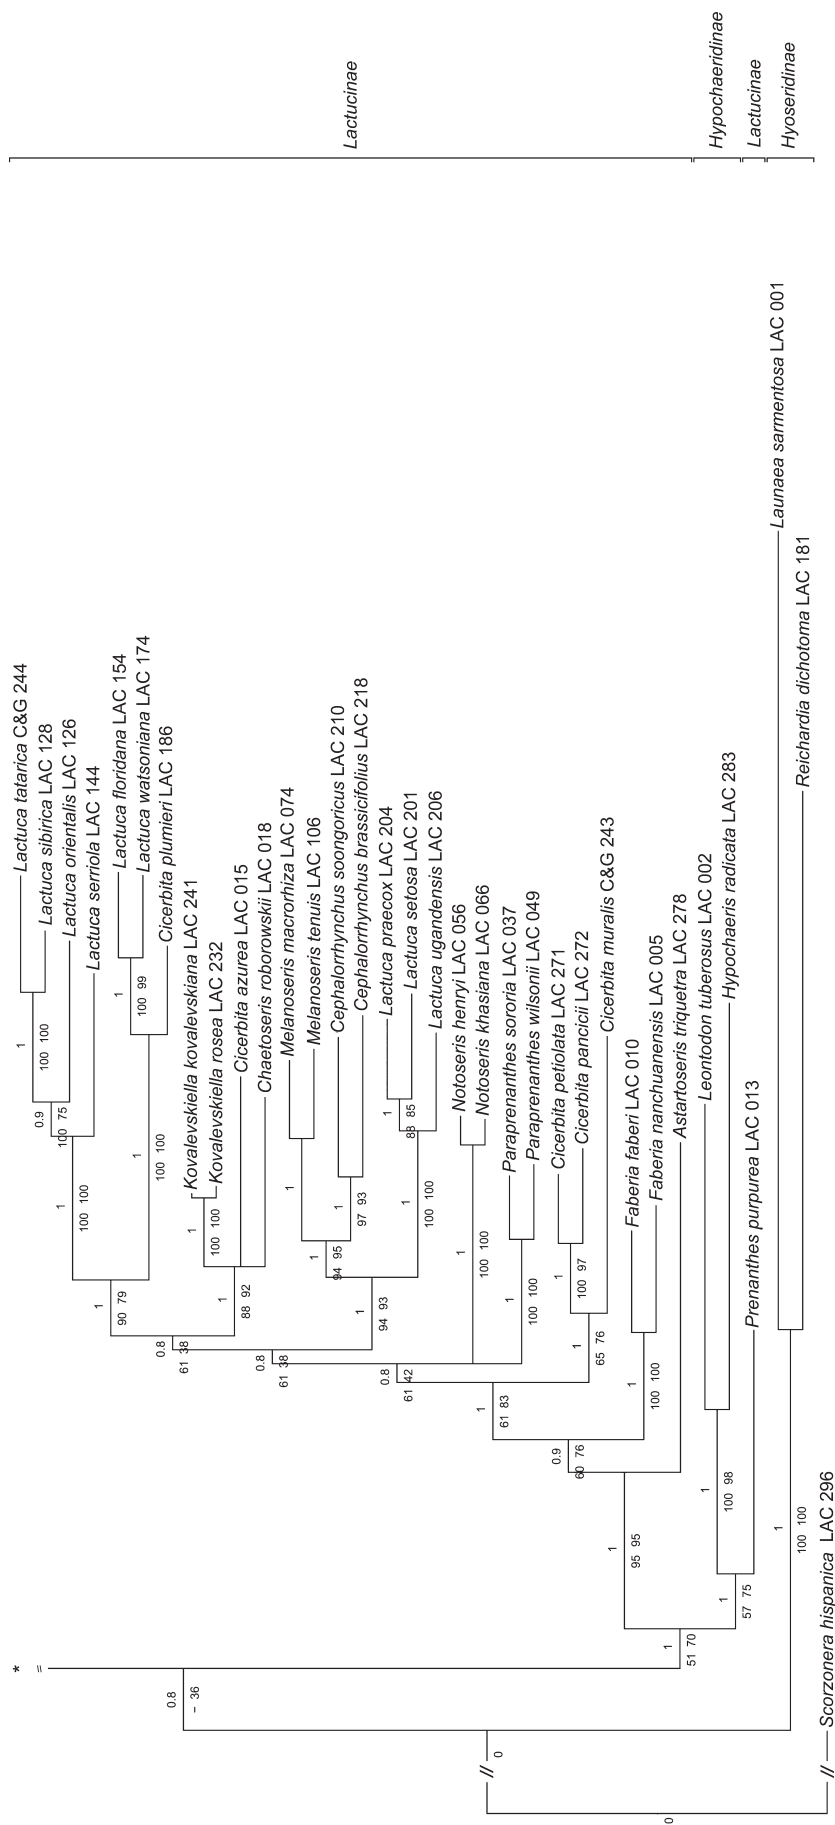 Lactuca tatarica C&G 244
Lactuca sibirica LAC 128
Lactuca orientalis LAC 126
Lactuca serriola LAC 144
Lactuca floridana LAC 154
Lactuca watsoniana LAC 174
Cicerbita plumieri LAC 186
Kovalevskiella kovalevskiana LAC 241
Kovalevskiella rosea LAC 232
Cicerbita azurea LAC 015
Chaetoseris roborowskii LAC 018
Melanoseris macrorhiza LAC 074
Melanoseris tenuis LAC 106
Cephalorrhynchus soongoricus LAC 210
Cephalorrhynchus brassicifolius LAC 218
Lactuca praecox LAC 204
Lactuca setosa LAC 201
Lactuca ugandensis LAC 206
Notoseris henryi LAC 056
Notoseris khasiana LAC 066
Paraprenanthes sororia LAC 037
Paraprenanthes wilsonii LAC 049
Cicerbita petiolata LAC 271
Cicerbita pancicii LAC 272
Cicerbita muralis C&G 243
Faberia faberi LAC 010
Faberia nanchuanensis LAC 005
Astartoseris triquetra LAC 278
Leontodon tuberosus LAC 002
Hypochaeris radicata LAC 283
Prenanthes purpurea LAC 013
Launaea sarmentosa LAC 001
Reichardia dichotoma LAC 181
Scorzonera hispanica LAC 296
Lactucinae
Hypochaeridinae
Lactucinae
Hyoseridinae
1
100 100
0.9
100 75
1
100 100
1
100 99
1
100 100
1
90 79
1
100 100
1
88 92
0.8
61 38
1
1
97 93
1
94 95
1
88 85
1
100 100
1
94 93
0.8
61 38
1
100 100
1
100 100
0.8
61 42
1
100 97
1
65 76
1
61 83
1
100 100
0.9
60 76
1
95 95
1
100 98
1
57 75
1
51 70
*
=
0.8
– 36
1
100 100
//
0
0
//